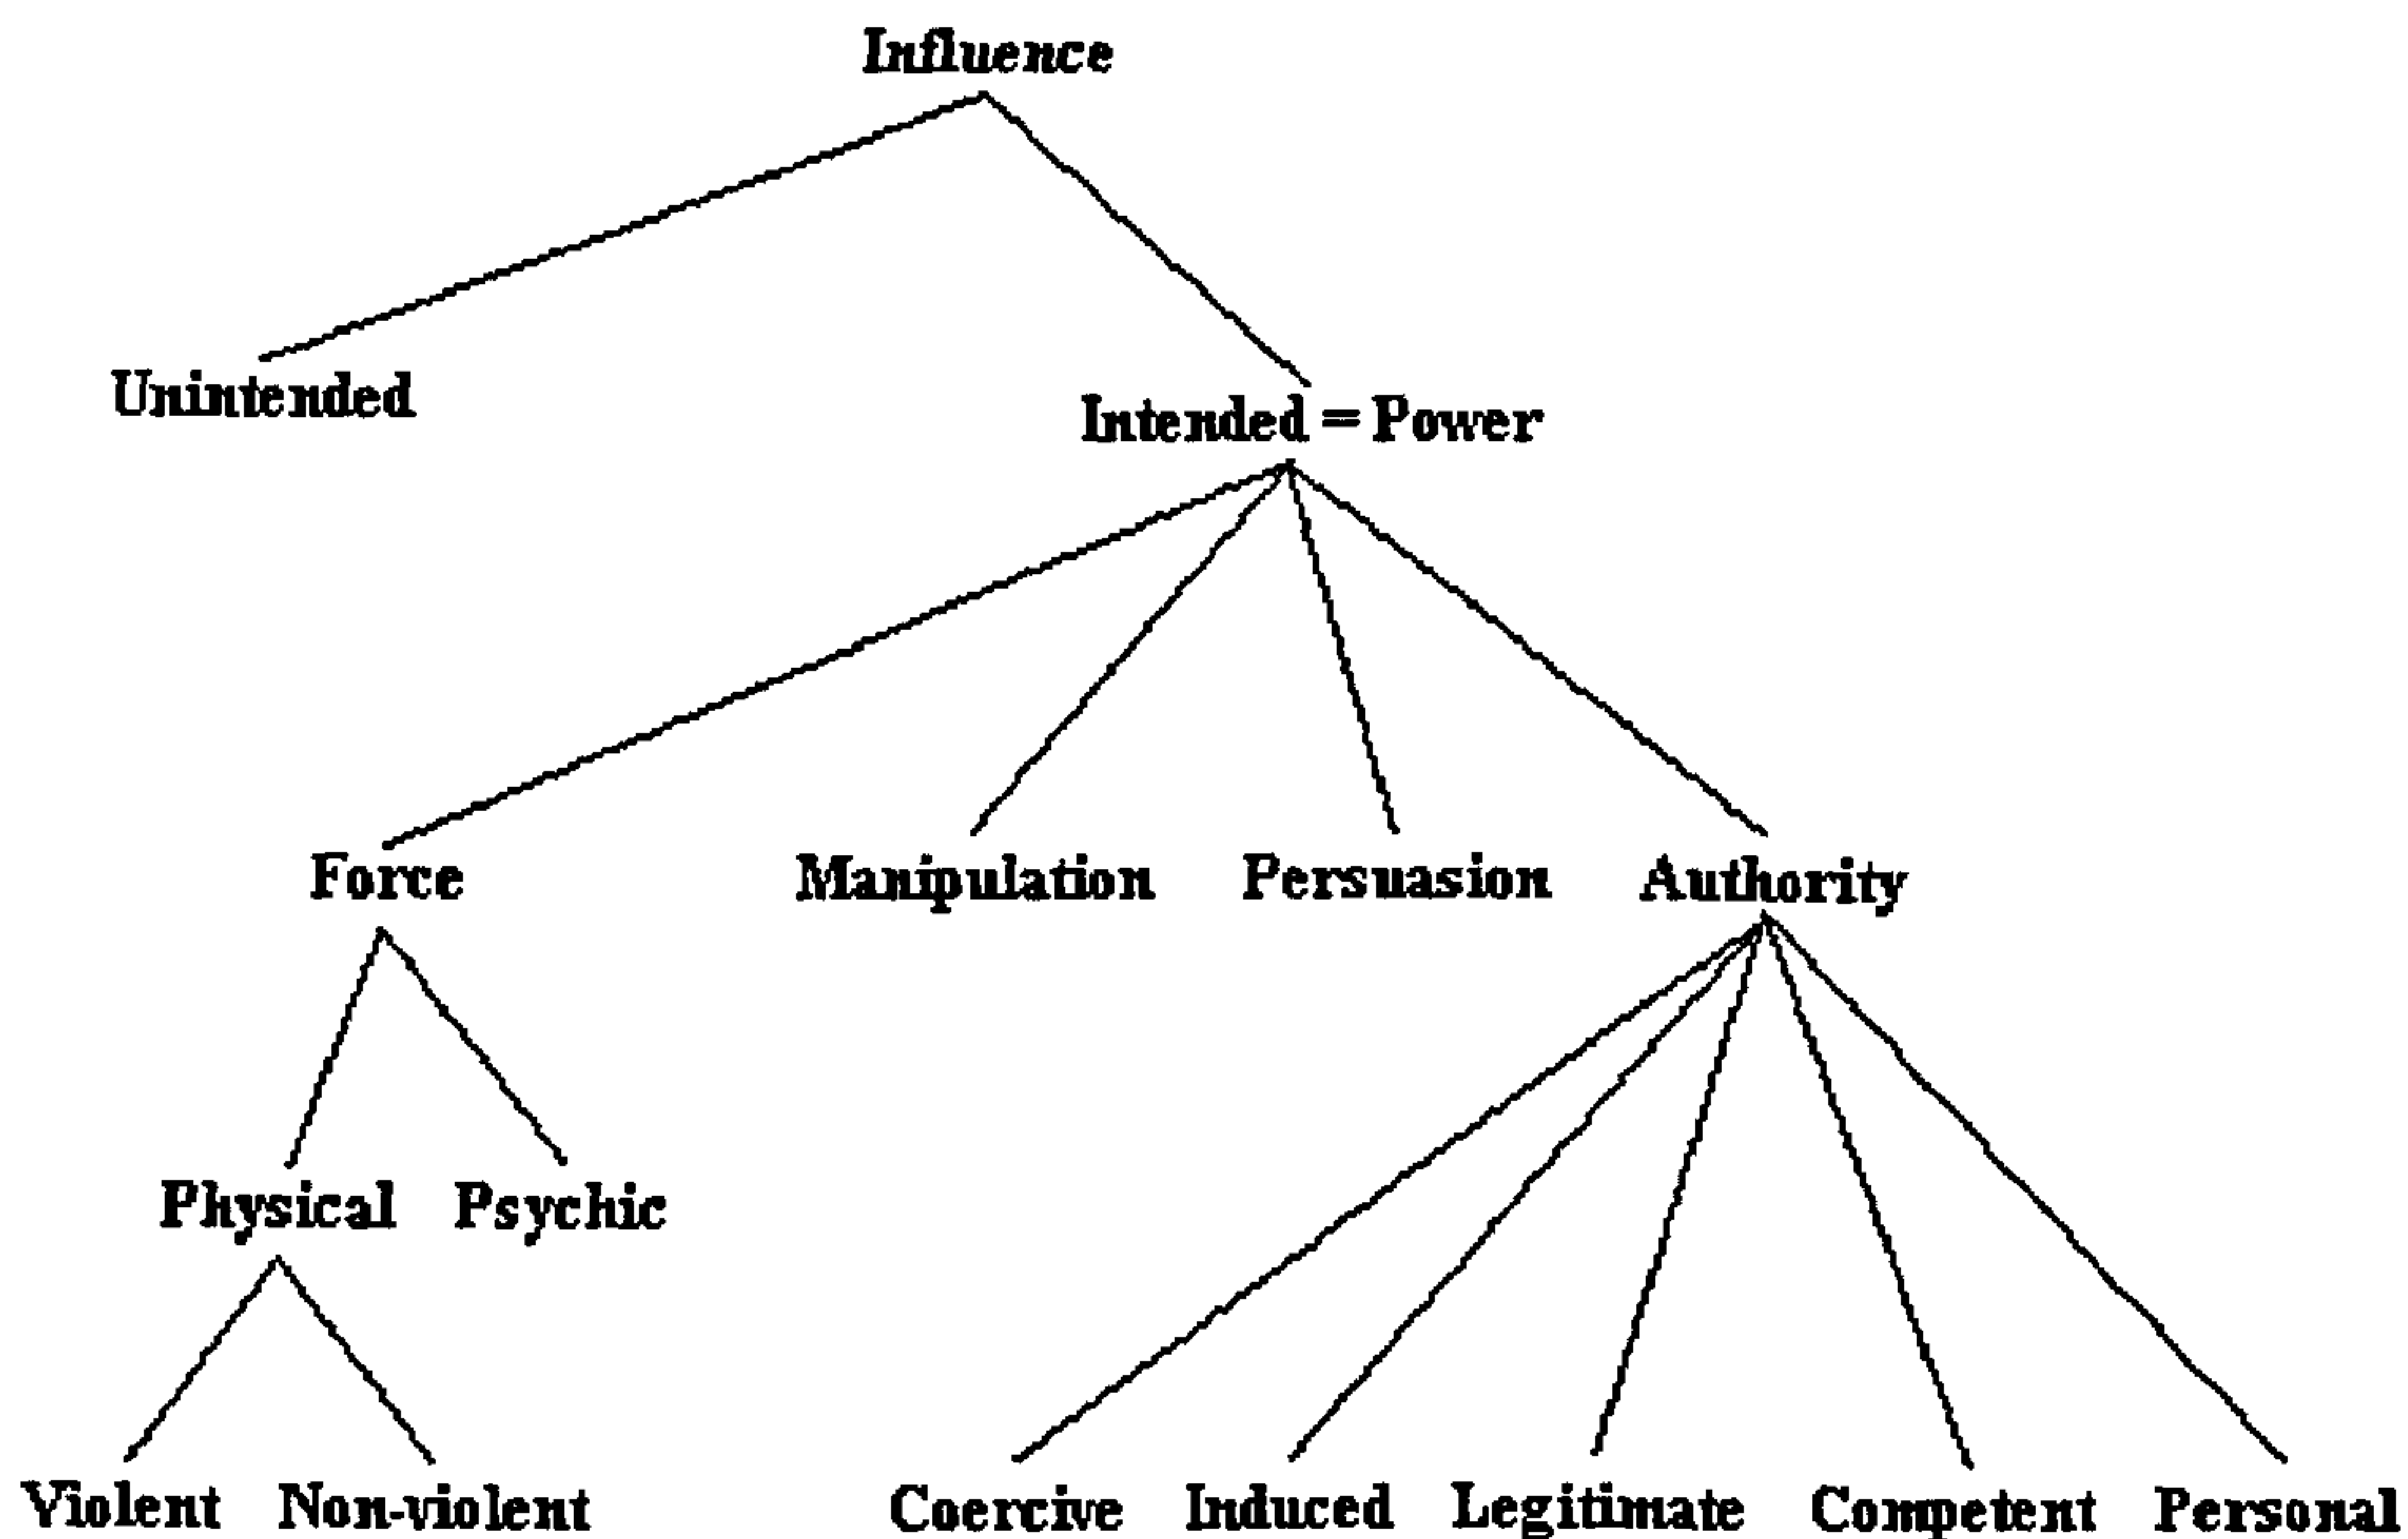 Influence
Unintended
Intended = Power
Force Manipulation Persuasion Authority
Physical Psychic
Violent Non-violent Coercive Induced Legitimate Competent Personal